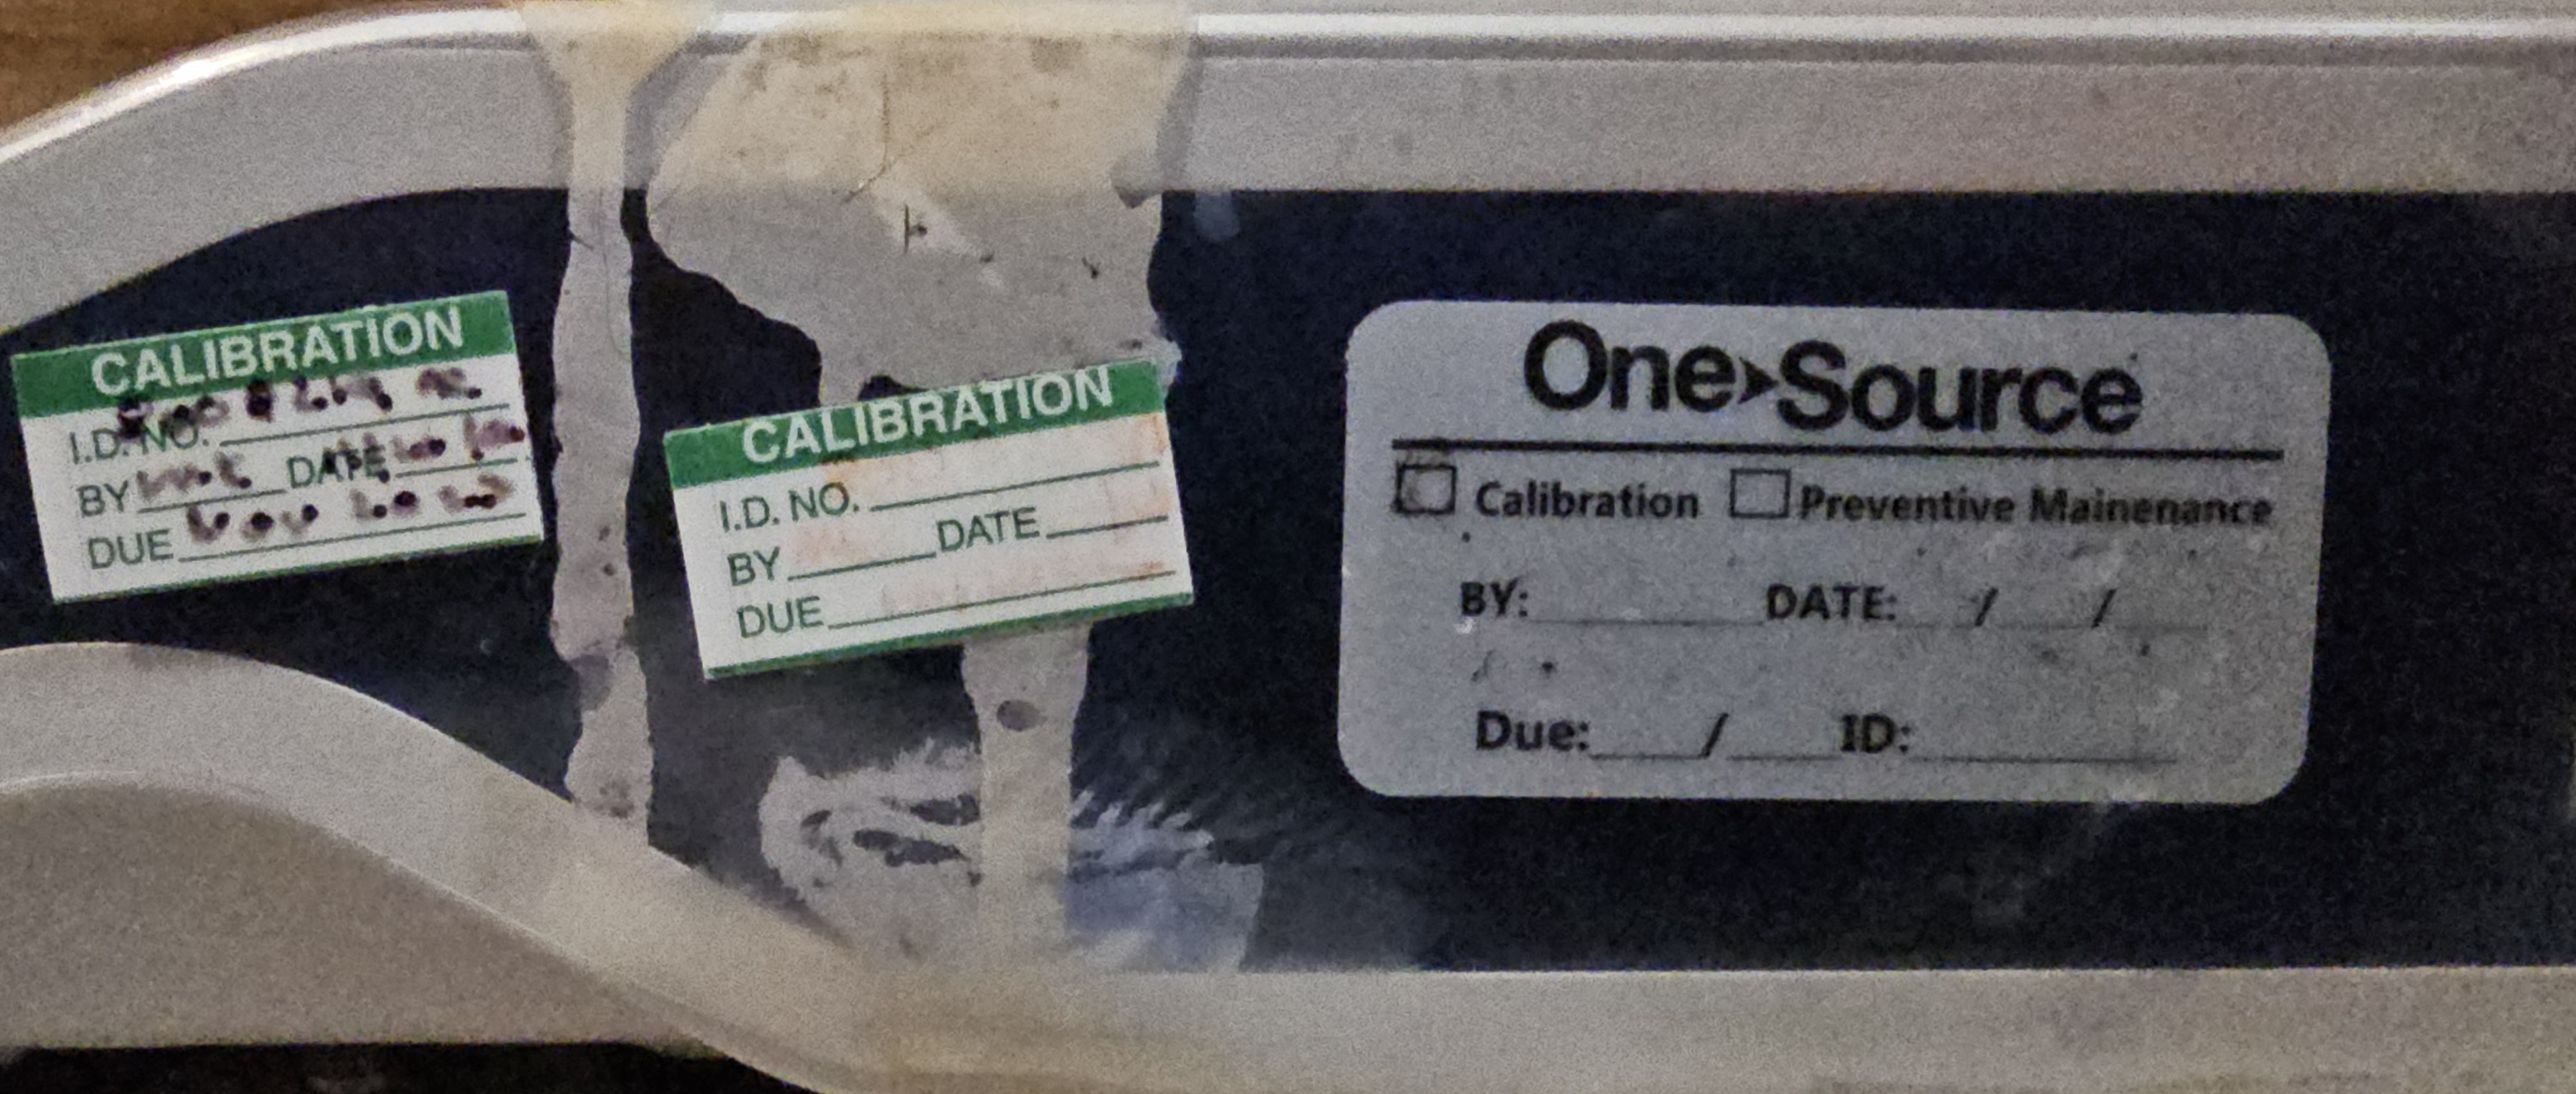 CALIBRATION
I.D. NO.
BY DATE
DUE
CALIBRATION
I.D. NO.
BY DATE
DUE
One Source
Calibration Preventive Mainenance
BY: DATE: / /
Due: / ID: